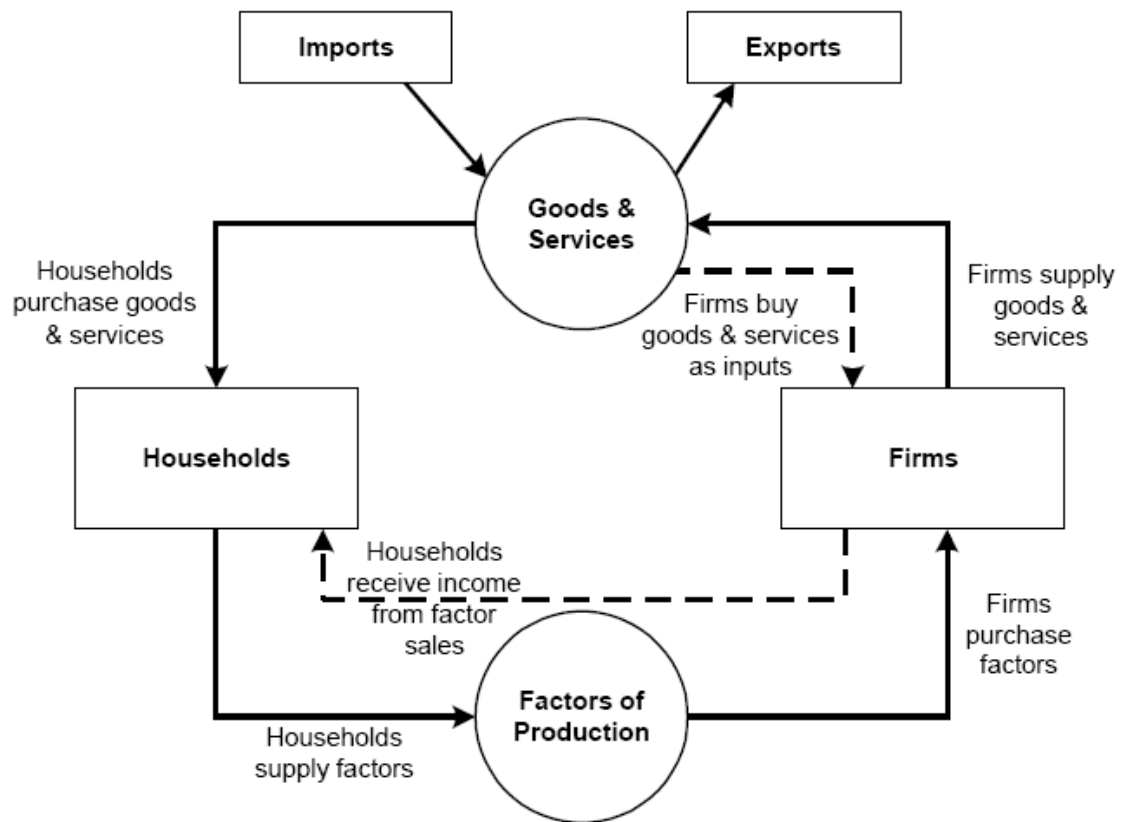 Imports
Exports
Goods &
Services
Households
purchase goods
& services
Firms buy
goods & services
as inputs
Firms supply
goods &
services
Households
Firms
Households
receive income
from factor
sales
Firms
purchase
factors
Factors of
Production
Households
supply factors